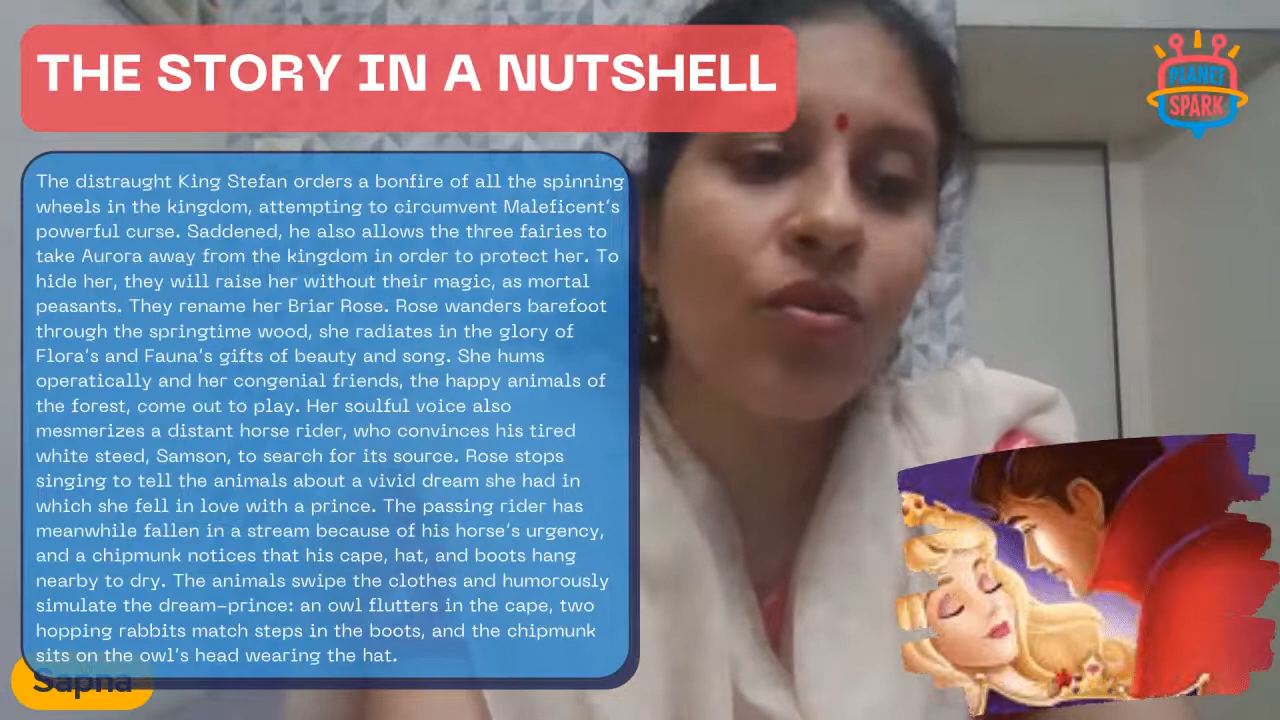 THE STORY IN A NUTSHELL
PLANET
SPARK
The distraught King Stefan orders a bonfire of all the spinning
wheels in the kingdom, attempting to circumvent Maleficent's
powerful curse. Saddened, he also allows the three fairies to
take Aurora away from the kingdom in order to protect her. To
hide her, they will raise her without their magic, as mortal
peasants. They rename her Briar Rose. Rose wanders barefoot
through the springtime wood, she radiates in the glory of
Flora's and Fauna's gifts of beauty and song. She hums
operatically and her congenial friends, the happy animals of
the forest, come out to play. Her soulful voice also
mesmerizes a distant horse rider, who convinces his tired
white steed, Samson, to search for its source. Rose stops
singing to tell the animals about a vivid dream she had in
which she fell in love with a prince. The passing rider has
meanwhile fallen in a stream because of his horse's urgency,
and a chipmunk notices that his cape, hat, and boots hang
nearby to dry. The animals swipe the clothes and humorously
simulate the dream-prince: an owl flutters in the cape, two
hopping rabbits match steps in the boots, and the chipmunk
sits on the owl's head wearing the hat.
Sapna